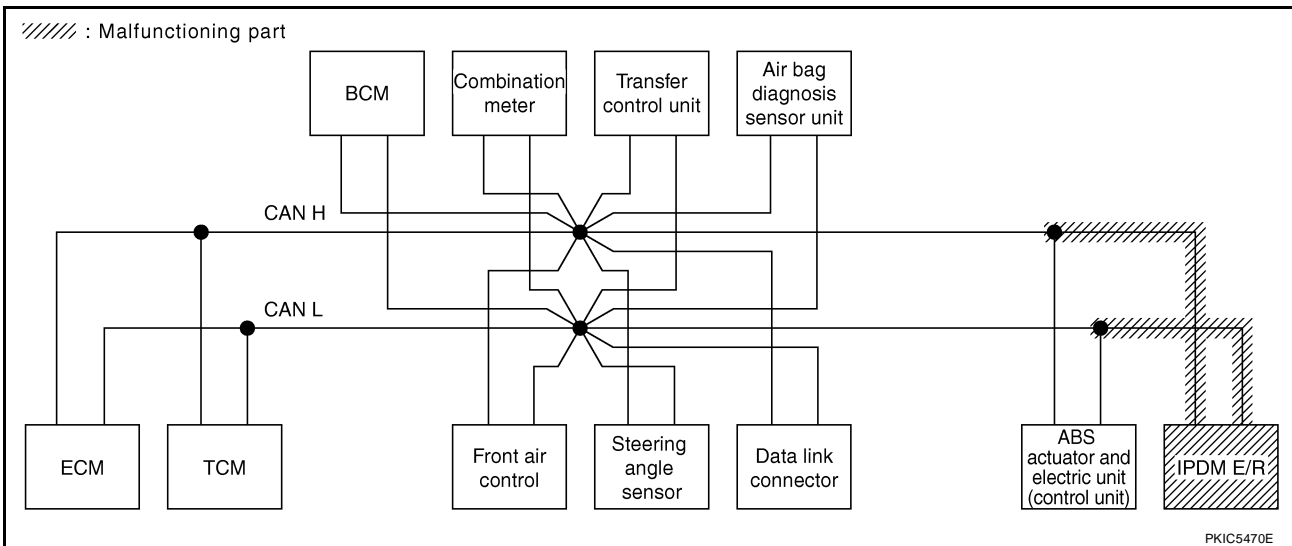 : Malfunctioning part
BCM
Combination
meter
Transfer
control unit
Air bag
diagnosis
sensor unit
CAN H
CAN L
ECM
TCM
Front air
control
Steering
angle
sensor
Data link
connector
ABS
actuator and
electric unit
(control unit)
IPDM E/R
PKIC5470E